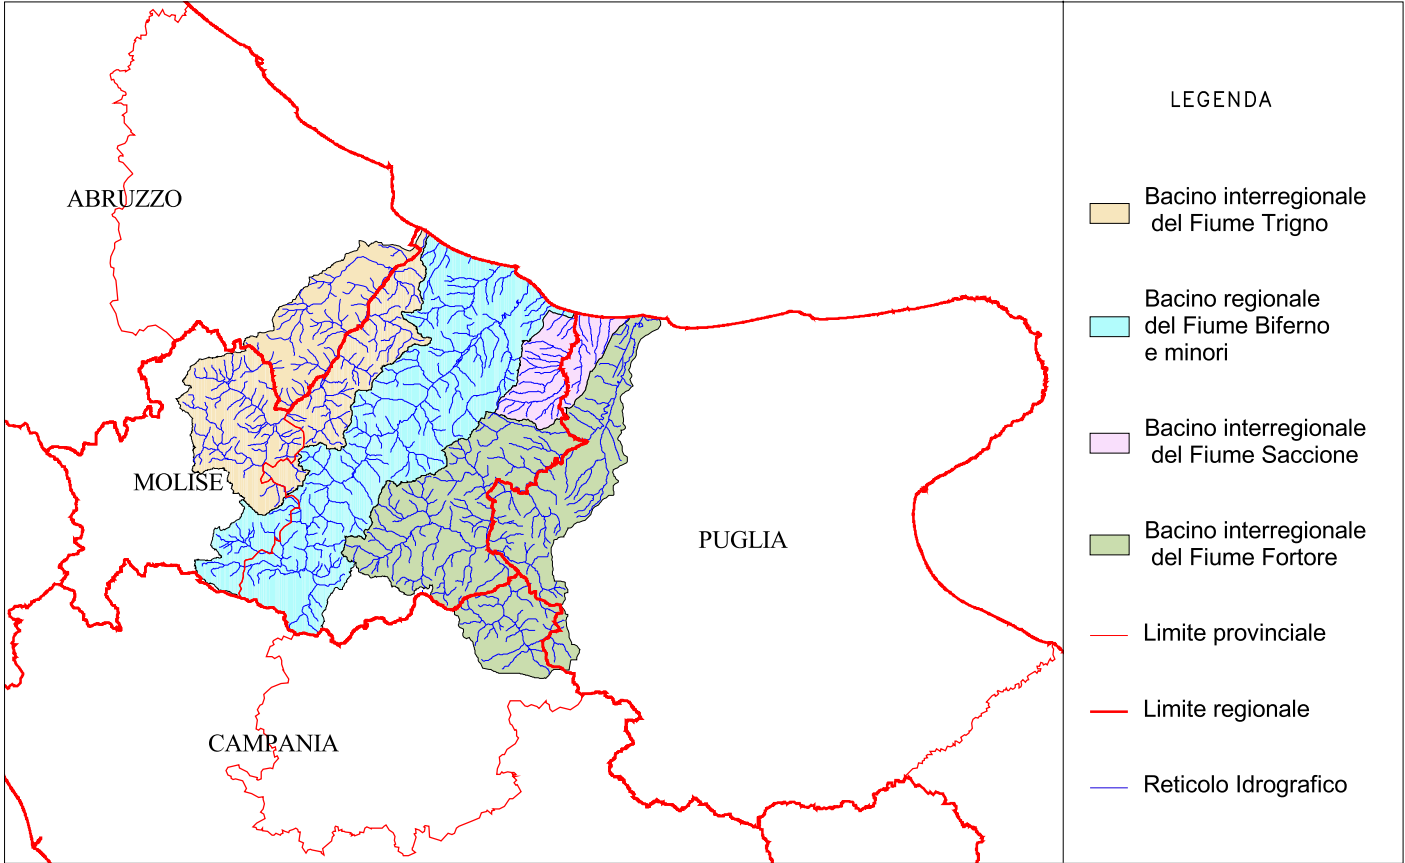 ABRUZZO
MOLISE
PUGLIA
CAMPANIA
LEGENDA
Bacino interregionale
del Fiume Trigno
Bacino regionale
del Fiume Biferno
e minori
Bacino interregionale
del Fiume Saccione
Bacino interregionale
del Fiume Fortore
Limite provinciale
Limite regionale
Reticolo Idrografico